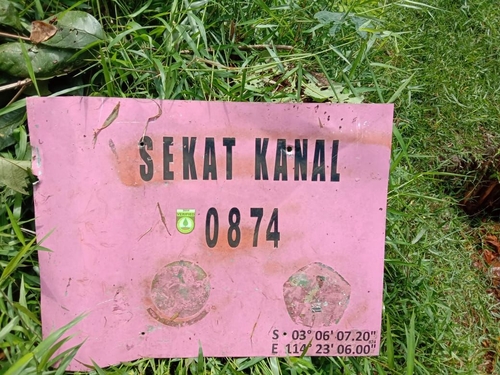 SEKAT KANAL
0874
S • 03° 06' 07.20"
E 114° 23' 06.00"